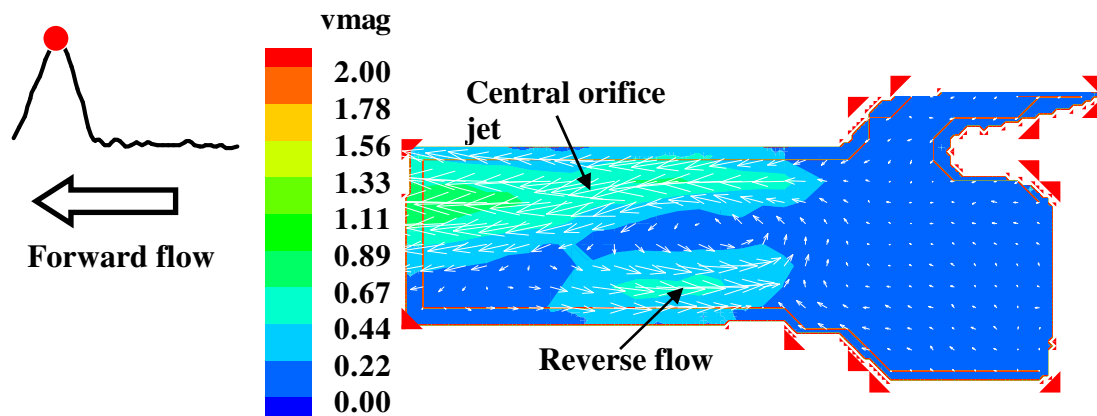 vmag
2.00
1.78
1.56
1.33
1.11
0.89
0.67
0.44
0.22
0.00
Forward flow
Central orifice
jet
Reverse flow